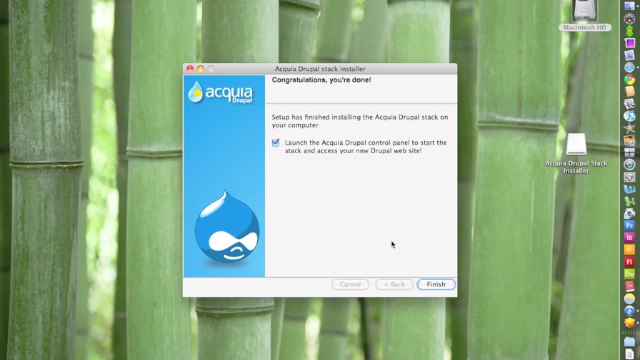 Macintosh HD
Acquia Drupal stack installer
Congratulations, you're done!
acquia
Drupal
Setup has finished installing the Acquia Drupal stack on
your computer
Launch the Acquia Drupal control panel to start the
stack and access your new Drupal web site!
Acquia Drupal Stack
Installer
Cancel
< Back
Finish